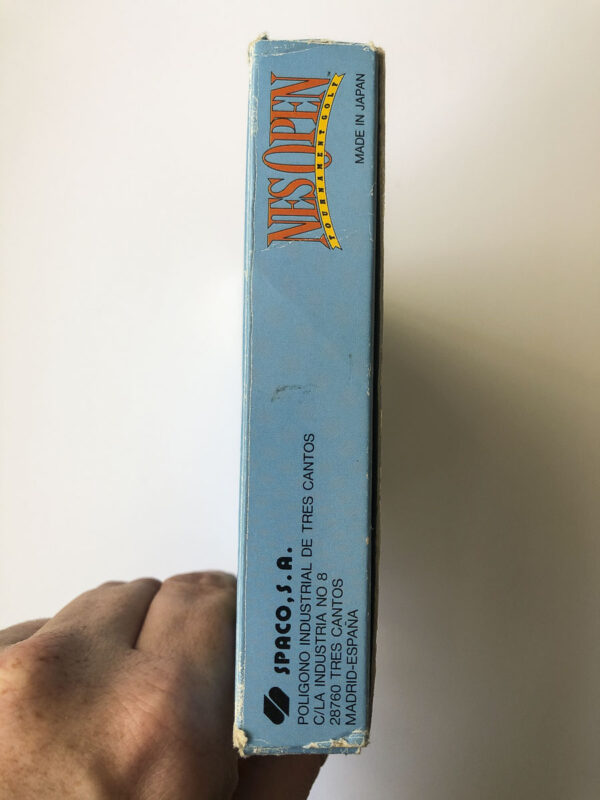 SPACO, S.A.
POLIGONO INDUSTRIAL DE TRES CANTOS
C/LA INDUSTRIA NO 8
28760 TRES CANTOS
MADRID-ESPAÑA
NES OPEN™
TOURNAMENT GOLF
MADE IN JAPAN